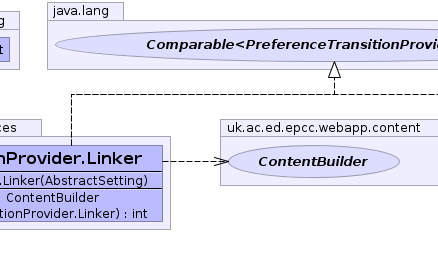 g
java.lang
t
Comparable<PreferenceTransitionProvi
ces
uk.ac.ed.epcc.webapp.content
nProvider.Linker
ContentBuilder
.Linker(AbstractSetting)
ContentBuilder
tionProvider.Linker) : int